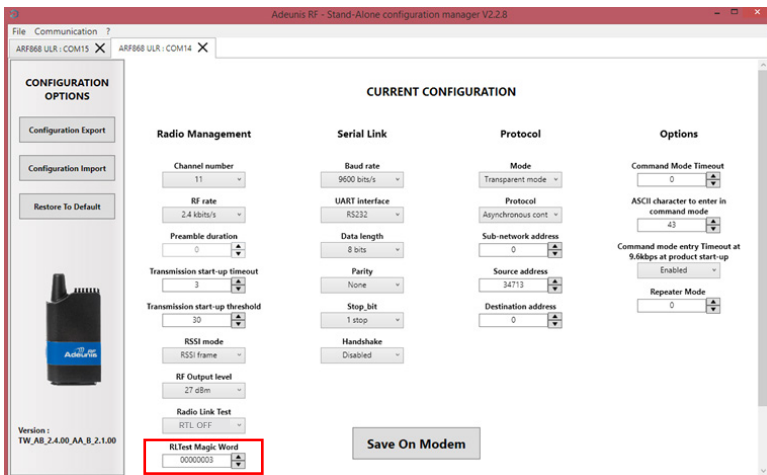 Adeunis RF - Stand-Alone configuration manager V2.2.8
File Communication ?
ARF868 ULR : COM15 X ARF868 ULR : COM14 X
CONFIGURATION
OPTIONS
Configuration Export
Configuration Import
Restore To Default
Adeunis RF
Version :
TW_AB_2.4.00_AA_B_2.1.00
CURRENT CONFIGURATION
Radio Management
Channel number
11
RF rate
2.4 kbits/s
Preamble duration
0
Transmission start-up timeout
3
Transmission start-up threshold
30
RSSI mode
RSSI frame
RF Output level
27 dBm
Radio Link Test
RTL OFF
RLTest Magic Word
00000003
Serial Link
Baud rate
9600 bits/s
UART interface
RS232
Data length
8 bits
Parity
None
Stop_bit
1 stop
Handshake
Disabled
Protocol
Mode
Transparent mode
Protocol
Asynchronous cont
Sub-network address
0
Source address
34713
Destination address
0
Options
Command Mode Timeout
0
ASCII character to enter in
command mode
43
Command mode entry Timeout at
9.6kbps at product start-up
Enabled
Repeater Mode
0
Save On Modem